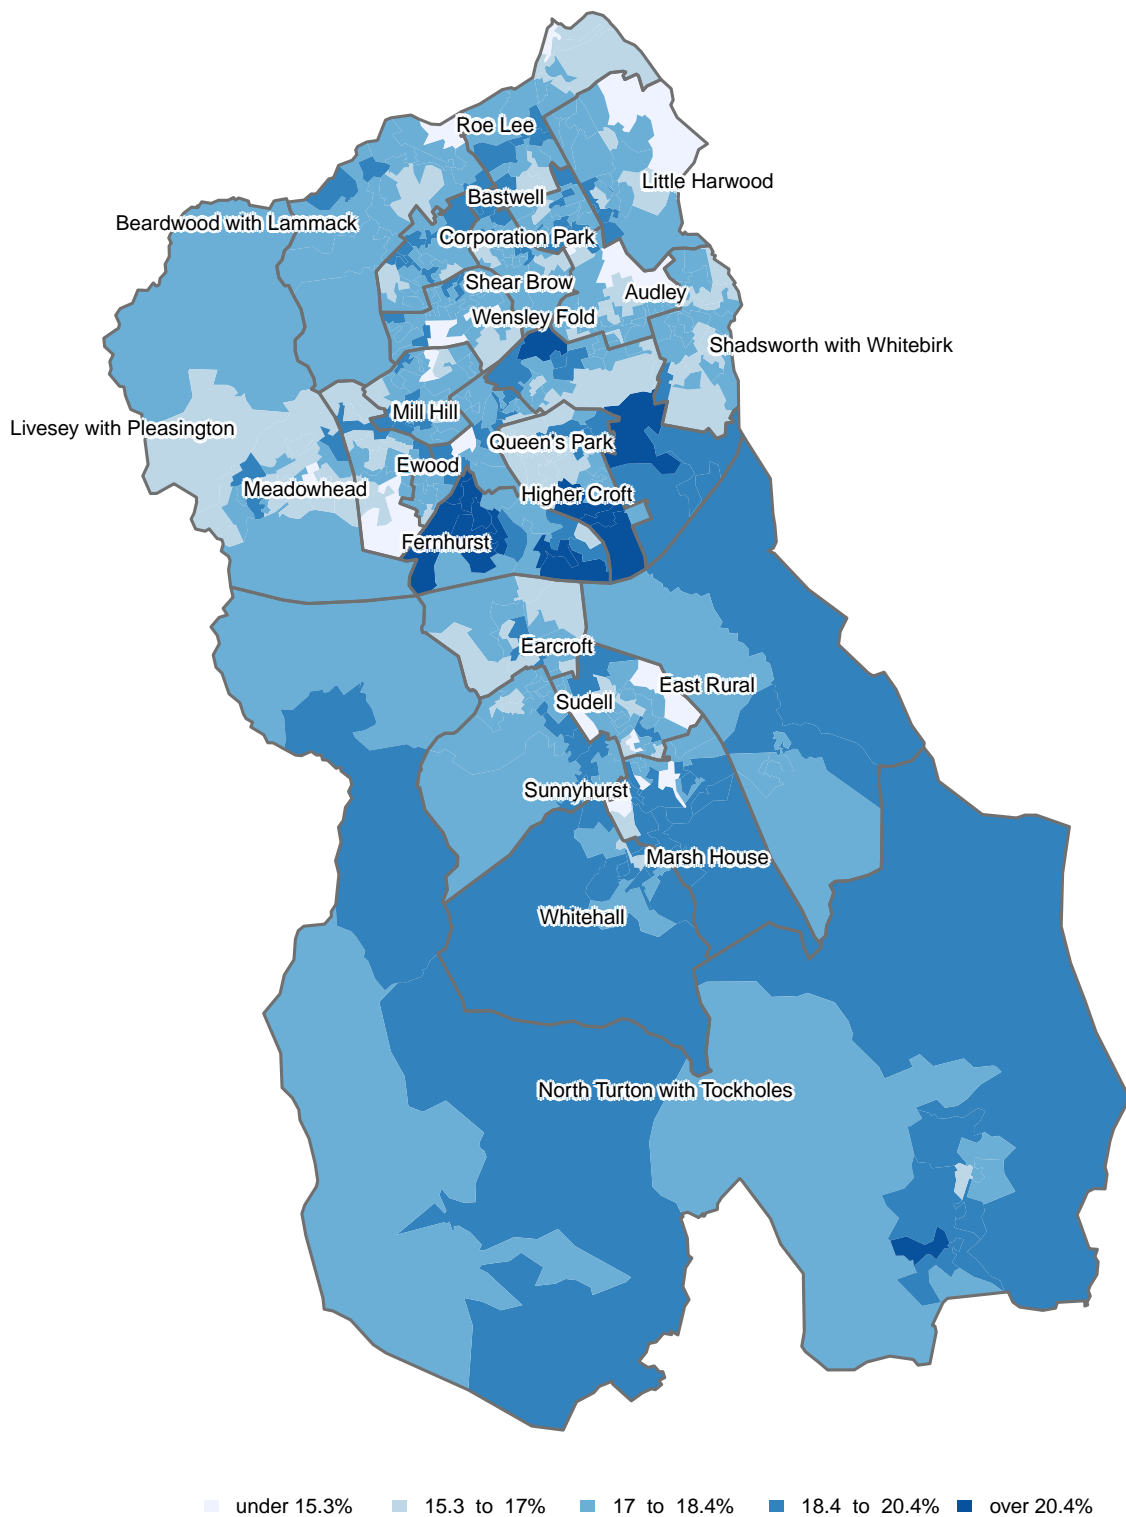 Roe Lee
Little Harwood
Bastwell
Beardwood with Lammack
Corporation Park
Shear Brow
Audley
Wensley Fold
Shadsworth with Whitebirk
Mill Hill
Livesey with Pleasington
Queen's Park
Ewood
Meadowhead
Higher Croft
Fernhurst
Earcroft
East Rural
Sudell
Sunnyhurst
Marsh House
Whitehall
North Turton with Tockholes
under 15.3% 15.3 to 17% 17 to 18.4% 18.4 to 20.4% over 20.4%